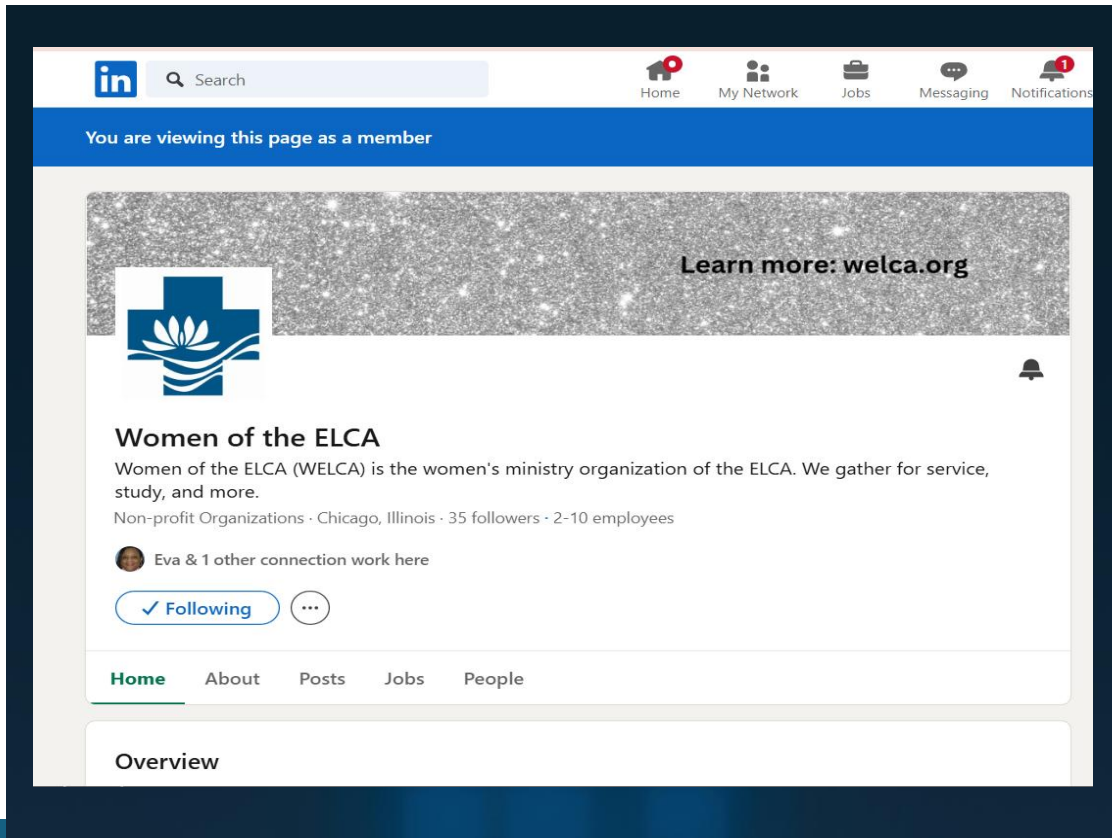 in Search Home My Network Jobs Messaging Notifications 1
You are viewing this page as a member
Learn more: welca.org
Women of the ELCA
Women of the ELCA (WELCA) is the women's ministry organization of the ELCA. We gather for service,
study, and more.
Non-profit Organizations · Chicago, Illinois · 35 followers · 2-10 employees
Eva & 1 other connection work here
✓ Following ···
Home About Posts Jobs People
Overview